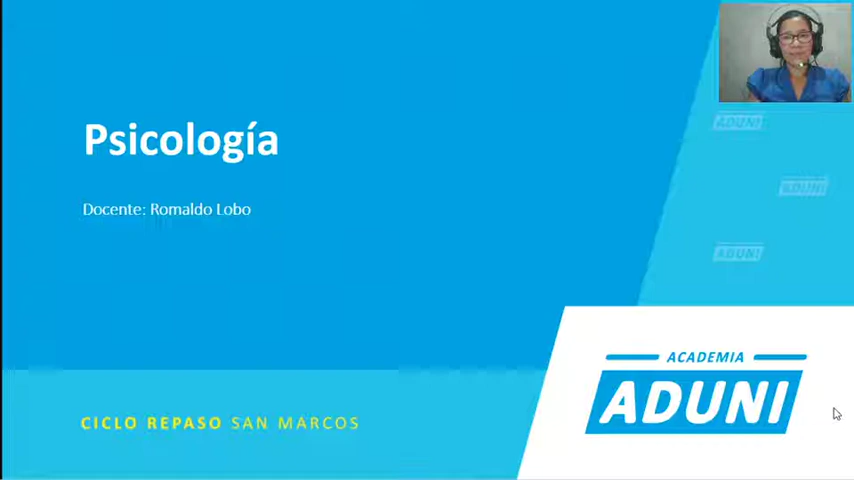 Psicología
Docente: Romaldo Lobo
CICLO REPASO SAN MARCOS
ADUNI
ADUNI
ADUNI
ACADEMIA
ADUNI